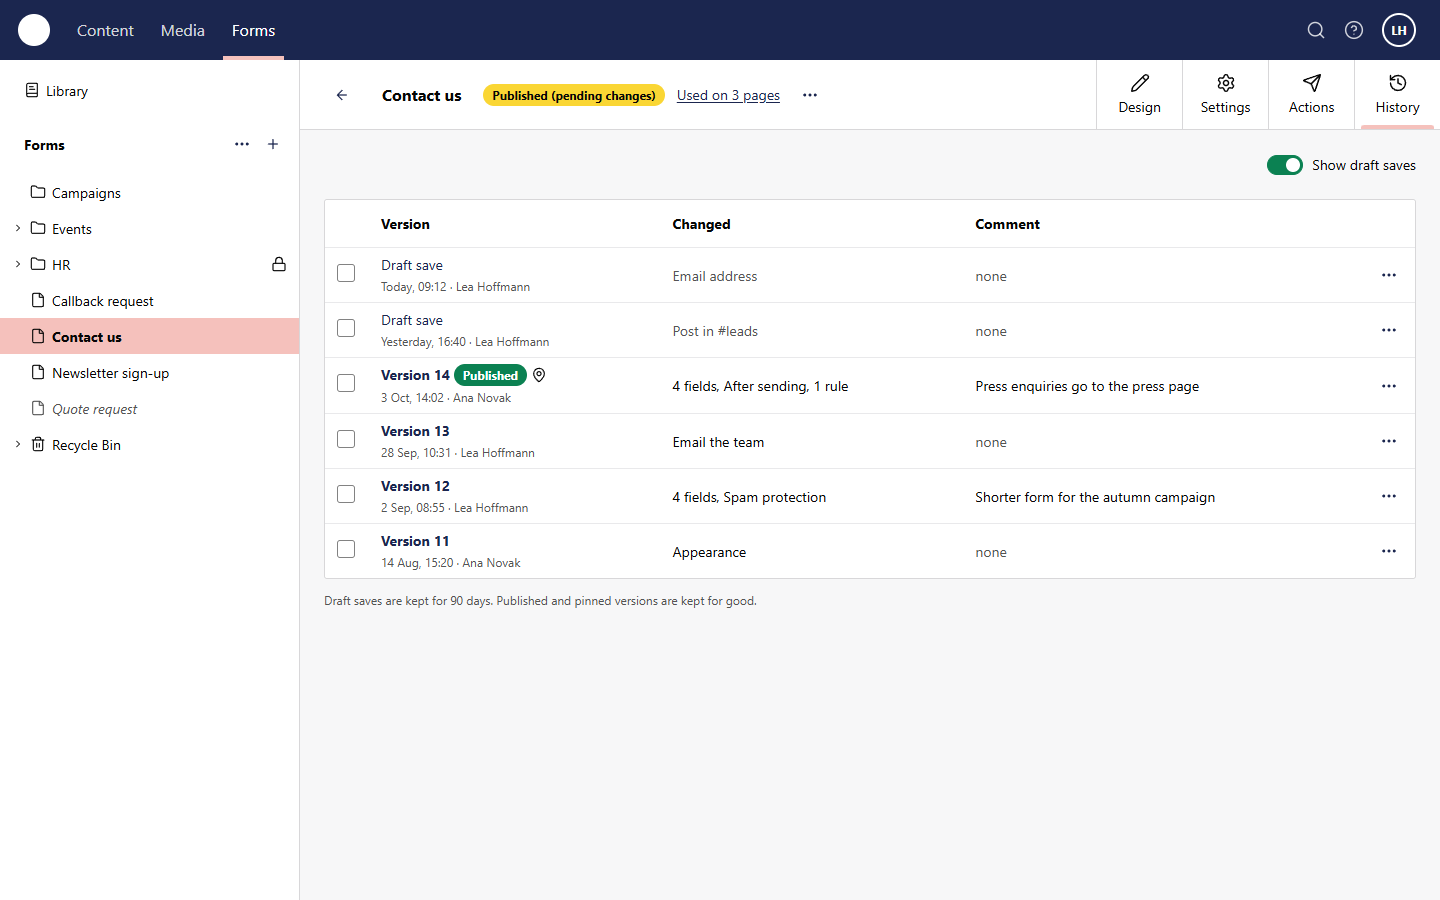 Content Media Forms
LH
Library
Forms
Campaigns
Events
HR
Callback request
Contact us
Newsletter sign-up
Quote request
Recycle Bin
Contact us Published (pending changes) Used on 3 pages
Design Settings Actions History
Show draft saves
Version Changed Comment
Draft save
Today, 09:12 · Lea Hoffmann
Email address
none
Draft save
Yesterday, 16:40 · Lea Hoffmann
Post in #leads
none
Version 14 Published
3 Oct, 14:02 · Ana Novak
4 fields, After sending, 1 rule
Press enquiries go to the press page
Version 13
28 Sep, 10:31 · Lea Hoffmann
Email the team
none
Version 12
2 Sep, 08:55 · Lea Hoffmann
4 fields, Spam protection
Shorter form for the autumn campaign
Version 11
14 Aug, 15:20 · Ana Novak
Appearance
none
Draft saves are kept for 90 days. Published and pinned versions are kept for good.